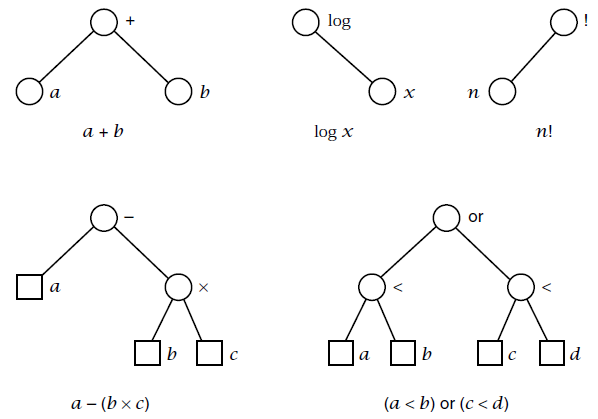 + log !
a b x n
a + b log x n!
− or
a × < <
b c a b c d
a − (b × c) (a < b) or (c < d)